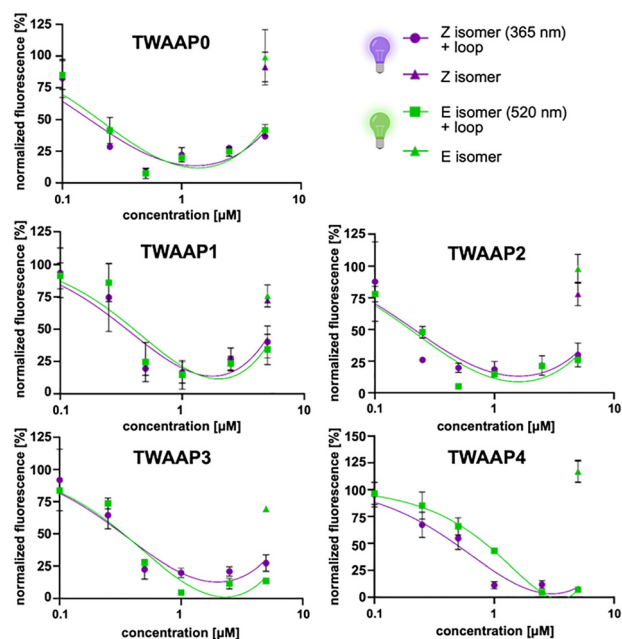 TWAAP0
normalized fluorescence [%]
125
100
75
50
25
0
0.1
1
10
concentration [µM]
Z isomer (365 nm)
+ loop
Z isomer
E isomer (520 nm)
+ loop
E isomer
TWAAP1
normalized fluorescence [%]
125
100
75
50
25
0
0.1
1
10
concentration [µM]
TWAAP2
normalized fluorescence [%]
125
100
75
50
25
0
0.1
1
10
concentration [µM]
TWAAP3
normalized fluorescence [%]
125
100
75
50
25
0
0.1
1
10
concentration [µM]
TWAAP4
normalized fluorescence [%]
150
125
100
75
50
25
0
0.1
1
10
concentration [µM]